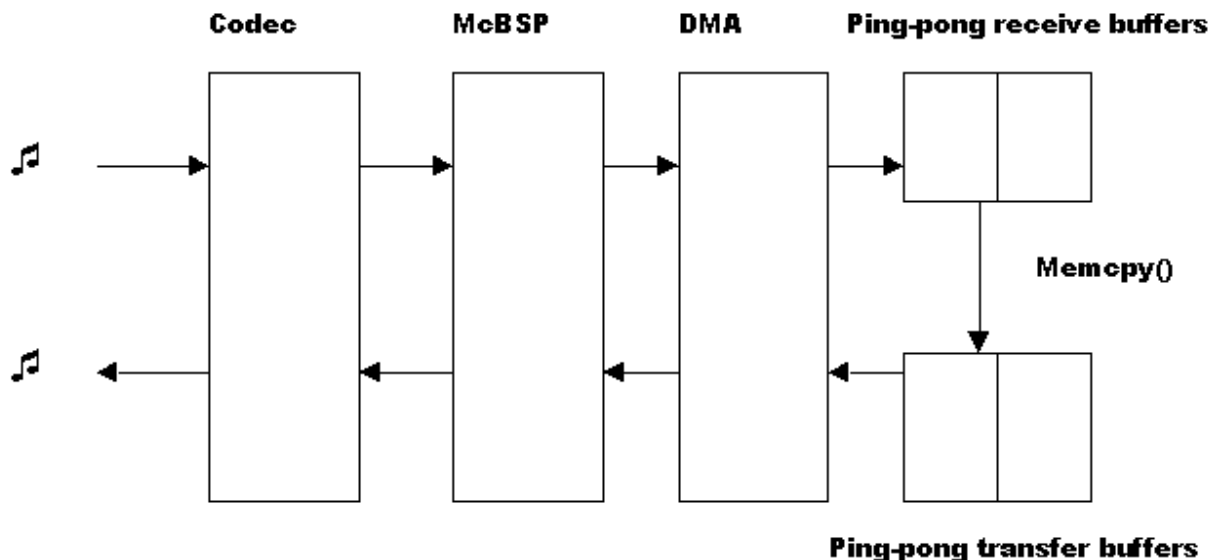 Codec McBSP DMA Ping-pong receive buffers
Memcpy()
Ping-pong transfer buffers